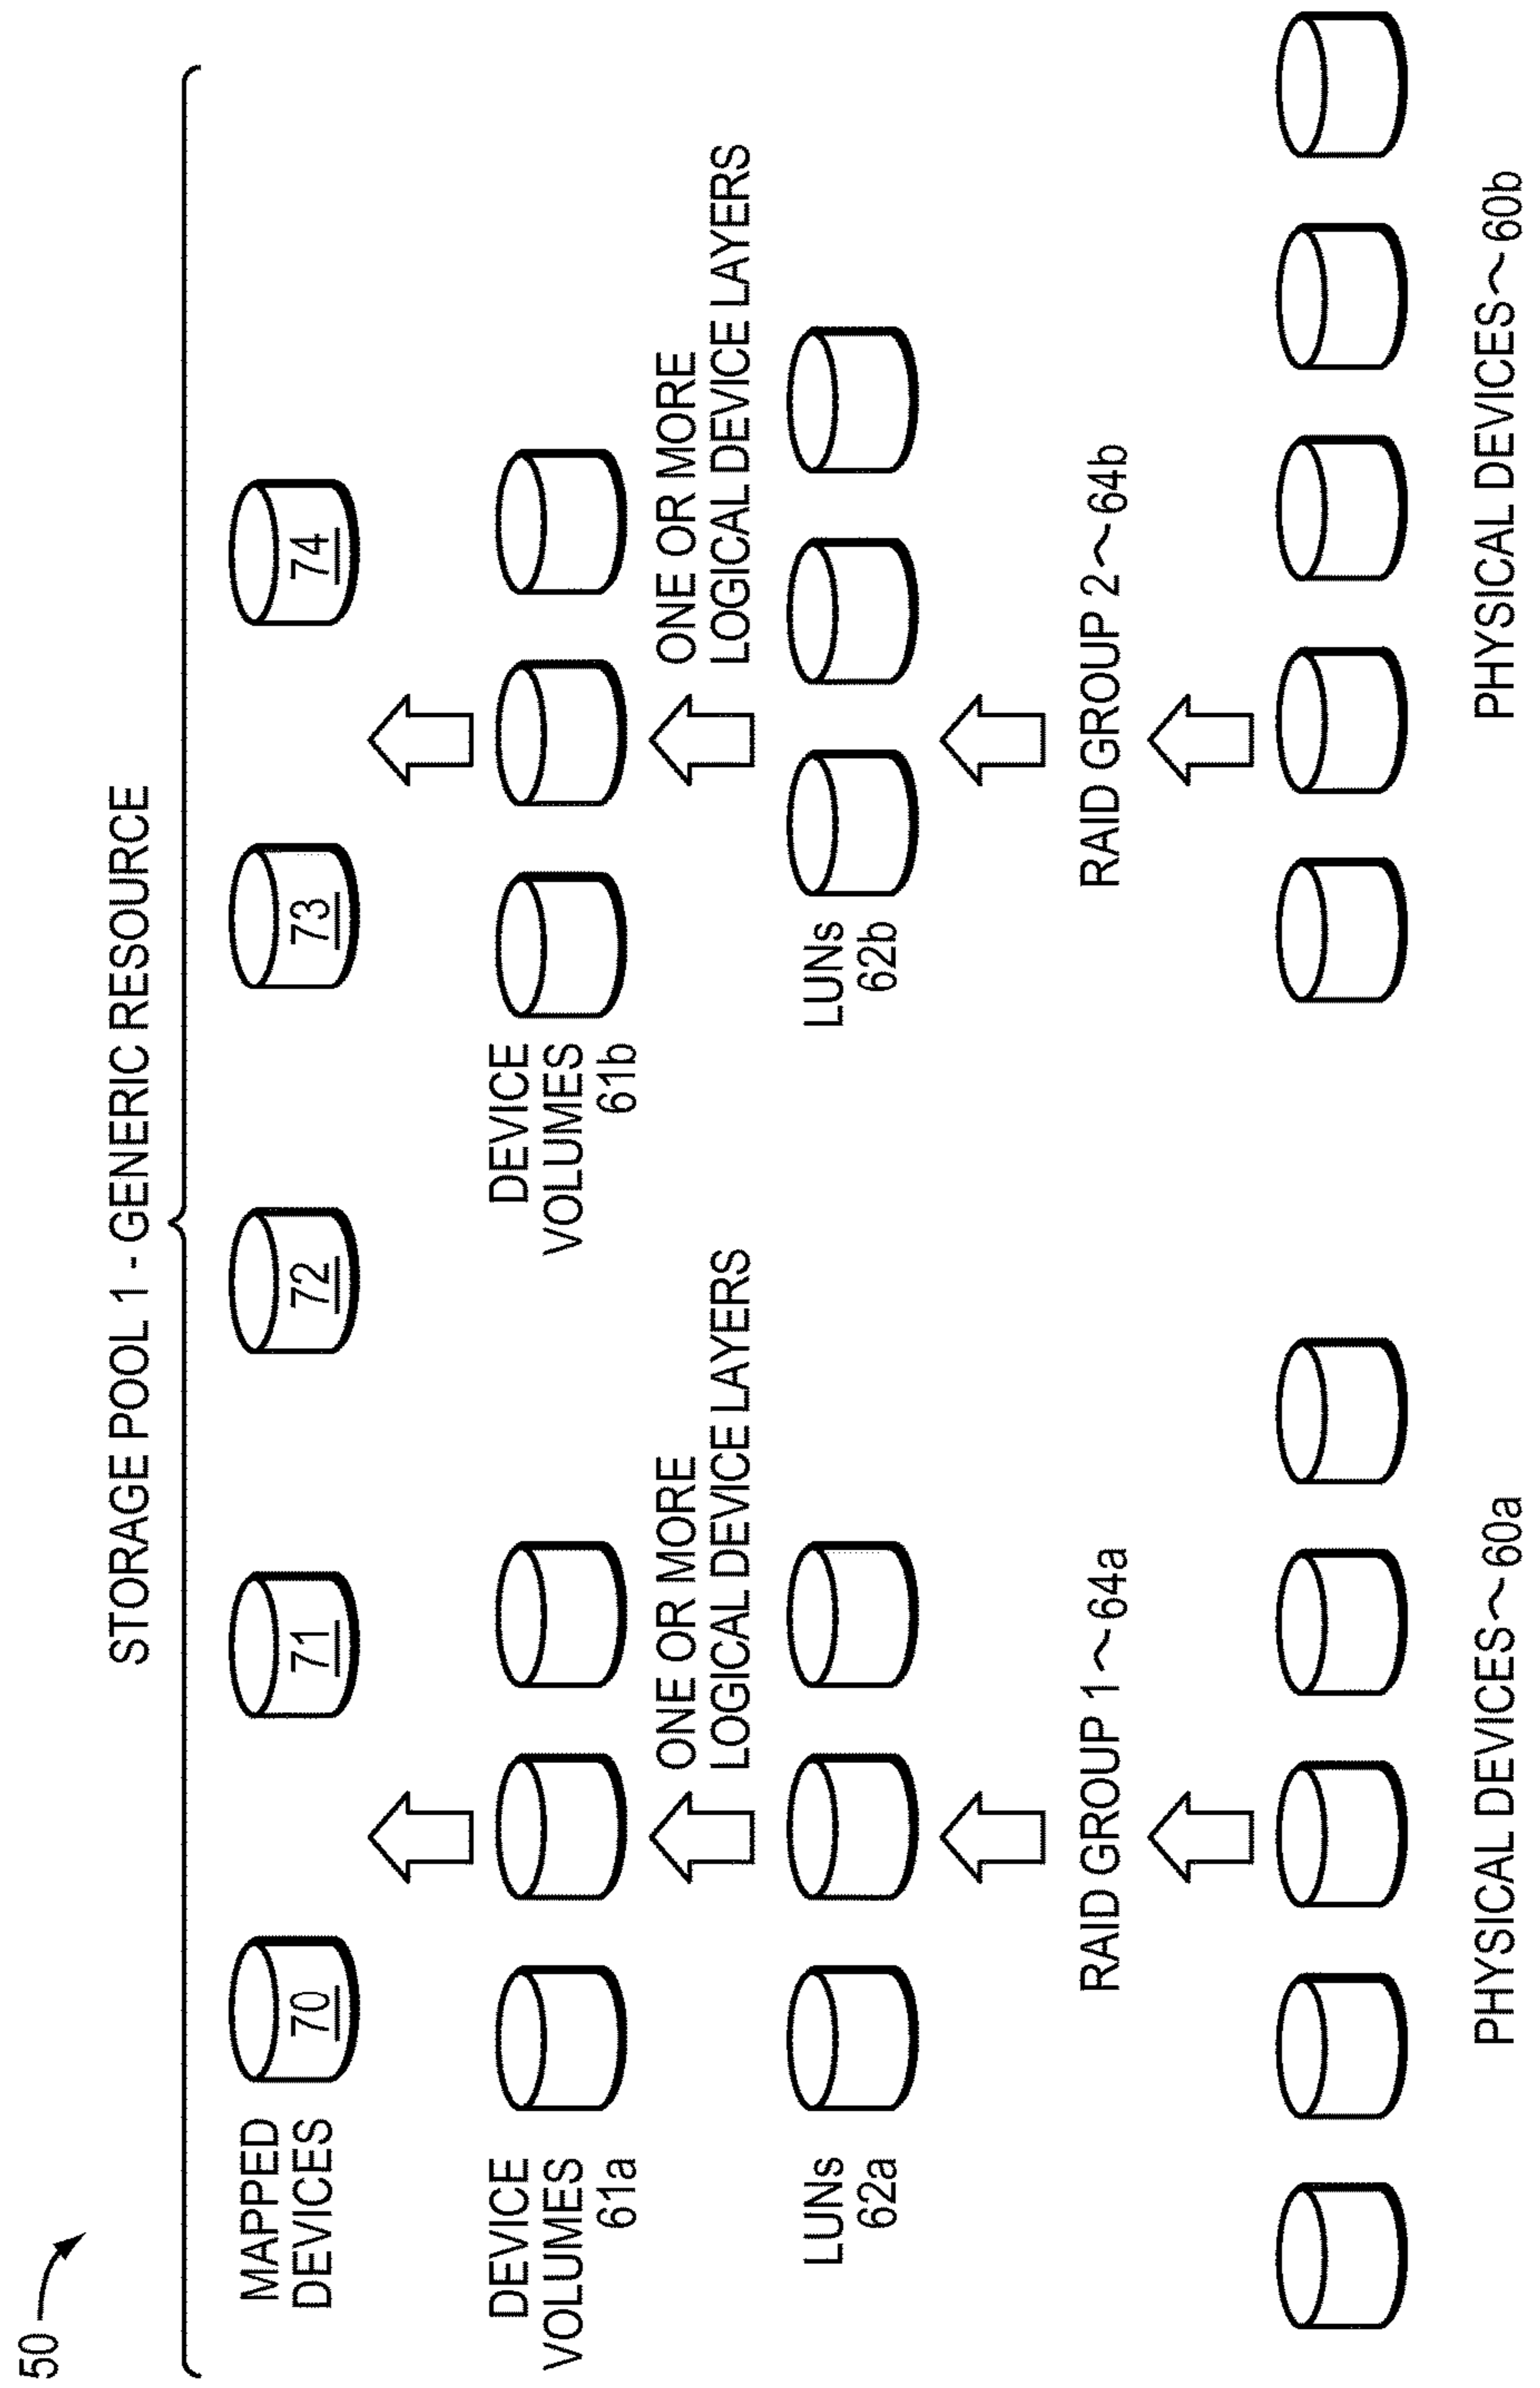 50
STORAGE POOL 1 - GENERIC RESOURCE
MAPPED
DEVICES
70
71
72
73
74
DEVICE
VOLUMES
61a
DEVICE
VOLUMES
61b
ONE OR MORE
LOGICAL DEVICE LAYERS
ONE OR MORE
LOGICAL DEVICE LAYERS
LUNs
62a
LUNs
62b
RAID GROUP 1~64a
RAID GROUP 2~64b
PHYSICAL DEVICES~60a
PHYSICAL DEVICES~60b